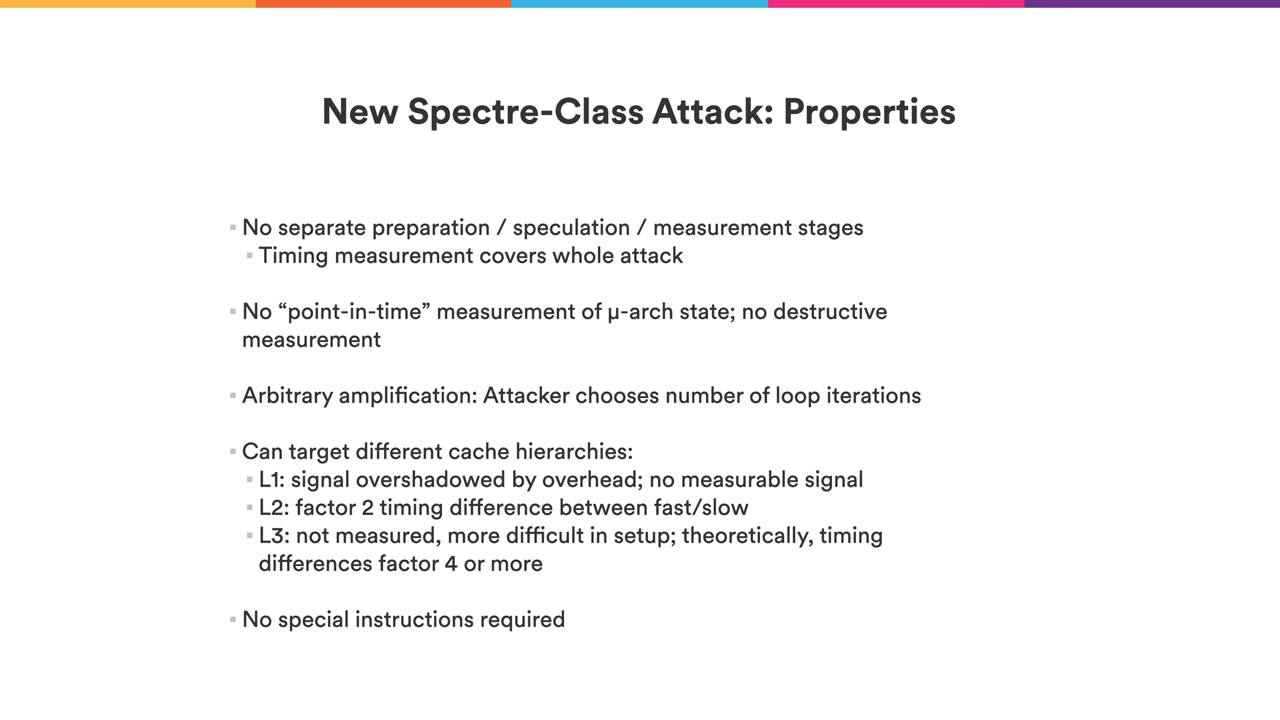 New Spectre-Class Attack: Properties
▪ No separate preparation / speculation / measurement stages
▪ Timing measurement covers whole attack
▪ No “point-in-time” measurement of µ-arch state; no destructive
measurement
▪ Arbitrary amplification: Attacker chooses number of loop iterations
▪ Can target different cache hierarchies:
▪ L1: signal overshadowed by overhead; no measurable signal
▪ L2: factor 2 timing difference between fast/slow
▪ L3: not measured, more difficult in setup; theoretically, timing
differences factor 4 or more
▪ No special instructions required